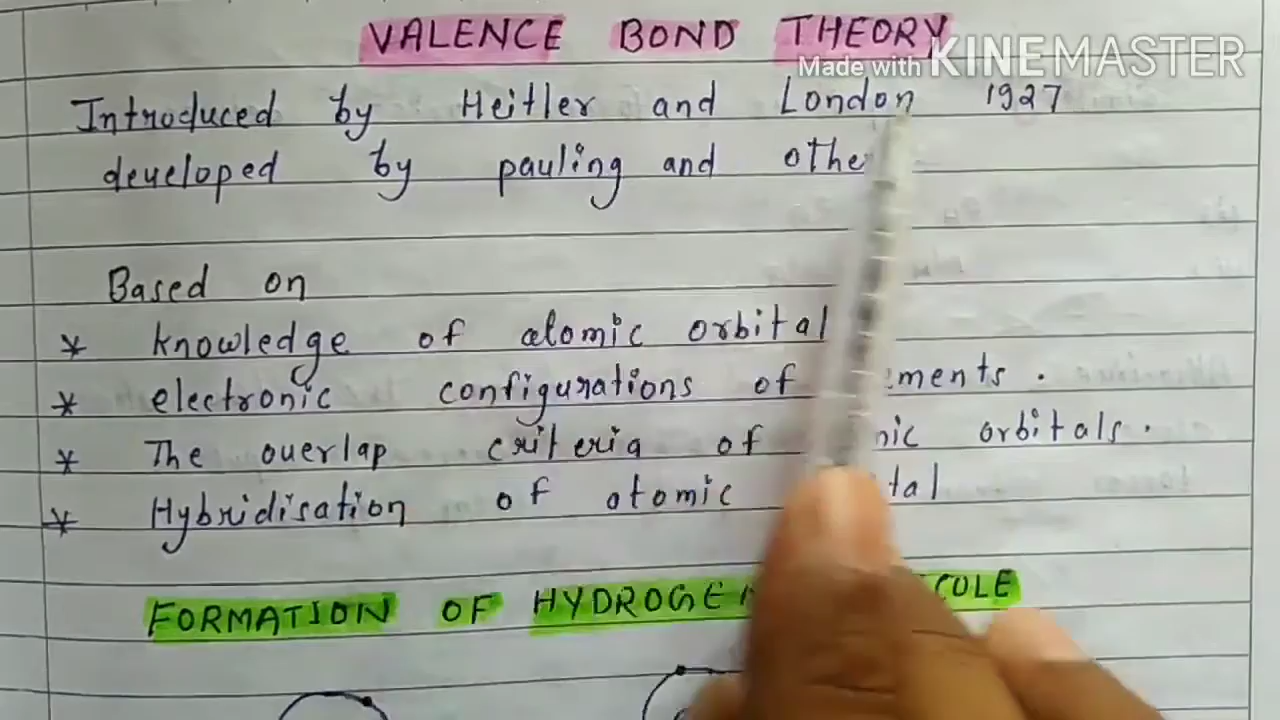 VALENCE BOND THEORY
Made with KINEMASTER
Introduced by Heitler and London 1927
developed by pauling and othe
Based on
* knowledge of atomic orbital
* electronic configurations of ements.
* The overlap criteria of nic orbitals.
* Hybridisation of atomic tal
FORMATION OF HYDROGEN CULE